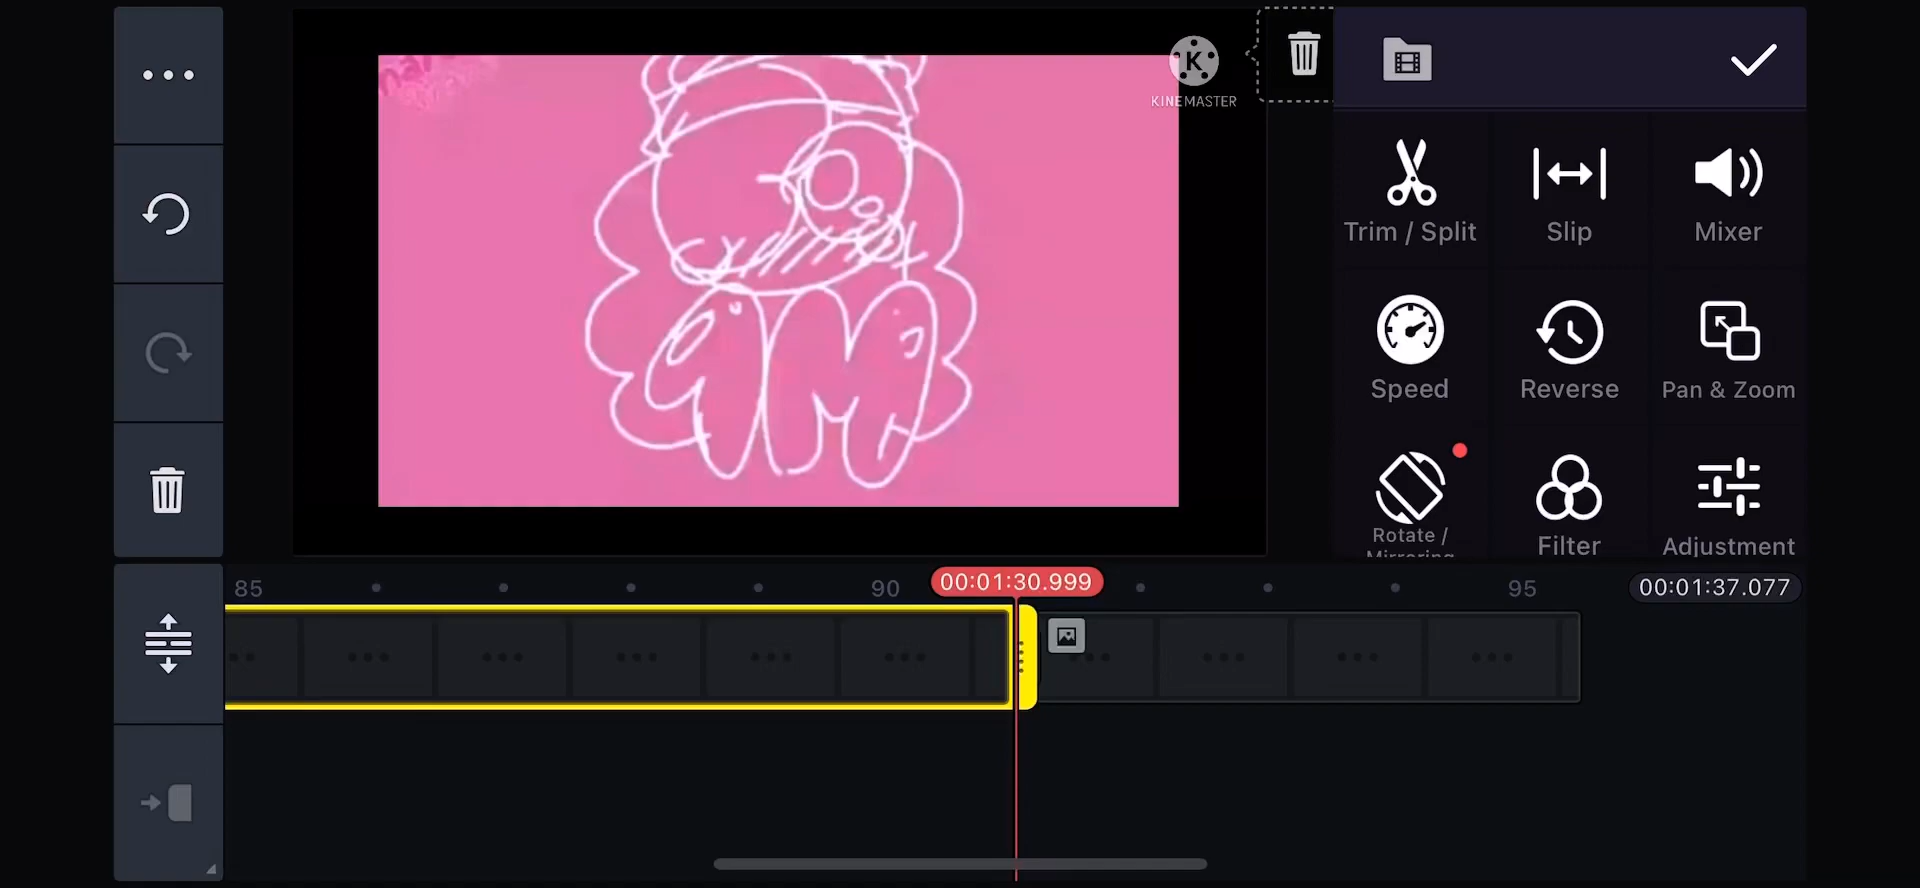 K
KINEMASTER
Trim / Split
Slip
Mixer
Speed
Reverse
Pan & Zoom
Rotate /
Mirroring
Filter
Adjustment
85
90
00:01:30.999
95
00:01:37.077